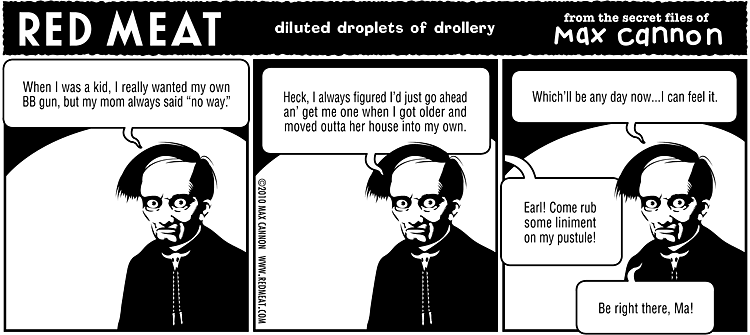 RED MEAT
diluted droplets of drollery
from the secret files of
Max Cannon
When I was a kid, I really wanted my own
BB gun, but my mom always said “no way.”
Heck, I always figured I’d just go ahead
an’ get me one when I got older and
moved outta her house into my own.
©2010 MAX CANNON WWW.REDMEAT.COM
Which’ll be any day now...I can feel it.
Earl! Come rub
some liniment
on my pustule!
Be right there, Ma!